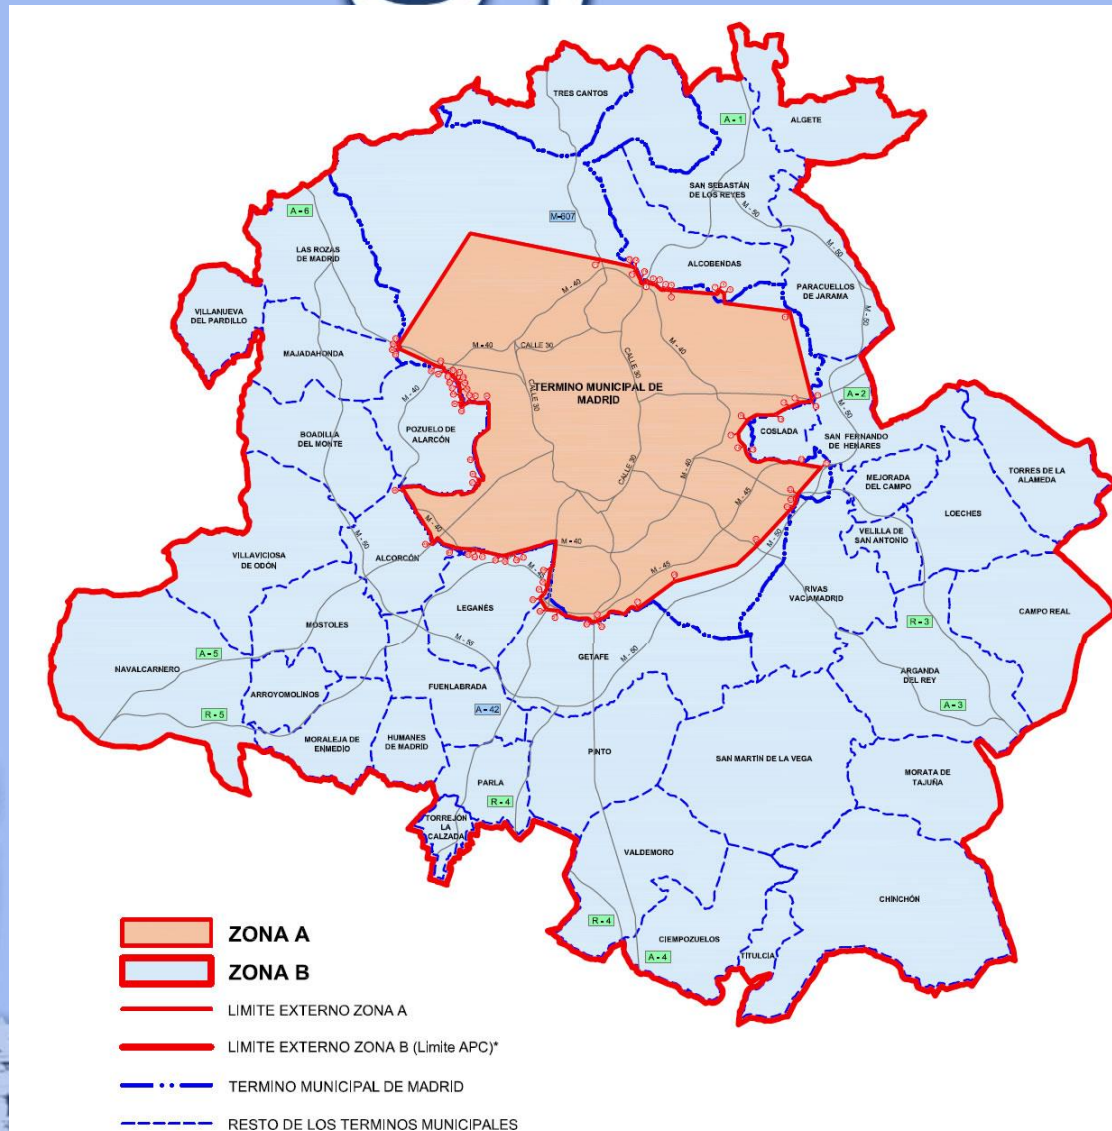 TRES CANTOS
A - 1
ALGETE
SAN SEBASTÁN
DE LOS REYES
M - 50
A - 6
M-607
LAS ROZAS
DE MADRID
M - 50
ALCOBENDAS
PARACUELLOS
DE JARAMA
M - 40
VILLANUEVA
DEL PARDILLO
M - 50
MAJADAHONDA
M - 40
CALLE 30
CALLE 30
M - 40
M - 40
CALLE 30
TERMINO MUNICIPAL DE
MADRID
A - 2
M - 50
POZUELO DE
ALARCÓN
BOADILLA
DEL MONTE
COSLADA
SAN FERNANDO
DE HENARES
CALLE 30
M - 40
M - 45
MEJORADA
DEL CAMPO
TORRES DE LA
ALAMEDA
LOECHES
VELILLA DE
SAN ANTONIO
M - 40
M - 50
M - 40
M - 50
VILLAVICIOSA
DE ODÓN
ALCORCÓN
M - 45
M - 45
RIVAS
VACIAMADRID
LEGANÉS
CAMPO REAL
MÓSTOLES
R - 3
A - 5
GETAFE
M - 50
NAVALCARNERO
ARGANDA
DEL REY
ARROYOMOLINOS
FUENLABRADA
A - 3
R - 5
A - 42
MORALEJA DE
ENMEDIO
HUMANES
DE MADRID
PINTO
SAN MARTÍN DE LA VEGA
MORATA DE
TAJUÑA
PARLA
R - 4
TORREJÓN
LA
CALZADA
VALDEMORO
CHINCHÓN
R - 4
CIEMPOZUELOS
A - 4
TITULCIA
ZONA A
ZONA B
LIMITE EXTERNO ZONA A
LIMITE EXTERNO ZONA B (Limite APC)*
TERMINO MUNICIPAL DE MADRID
RESTO DE LOS TERMINOS MUNICIPALES